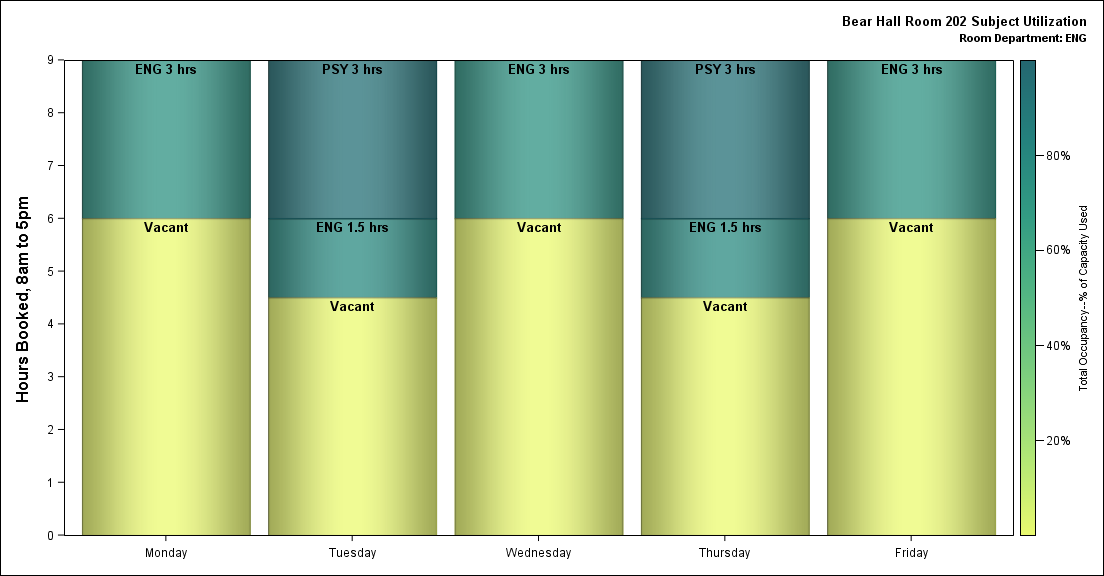 Bear Hall Room 202 Subject Utilization
Room Department: ENG
Hours Booked, 8am to 5pm
9
8
7
6
5
4
3
2
1
0
ENG 3 hrs
Vacant
PSY 3 hrs
ENG 1.5 hrs
Vacant
ENG 3 hrs
Vacant
PSY 3 hrs
ENG 1.5 hrs
Vacant
ENG 3 hrs
Vacant
Monday
Tuesday
Wednesday
Thursday
Friday
80%
60%
40%
20%
Total Occupancy--% of Capacity Used